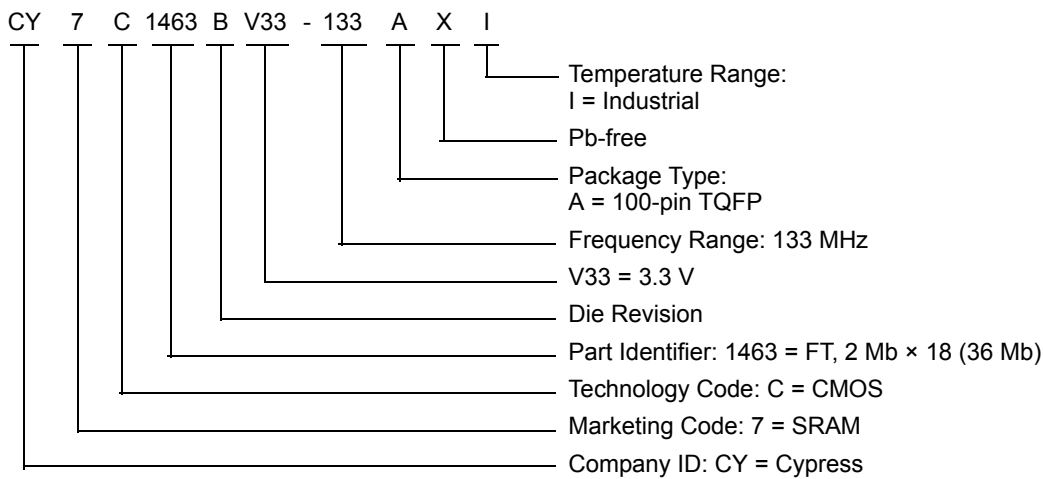 CY 7 C 1463 B V33 - 133 A X I
Temperature Range:
I = Industrial
Pb-free
Package Type:
A = 100-pin TQFP
Frequency Range: 133 MHz
V33 = 3.3 V
Die Revision
Part Identifier: 1463 = FT, 2 Mb × 18 (36 Mb)
Technology Code: C = CMOS
Marketing Code: 7 = SRAM
Company ID: CY = Cypress